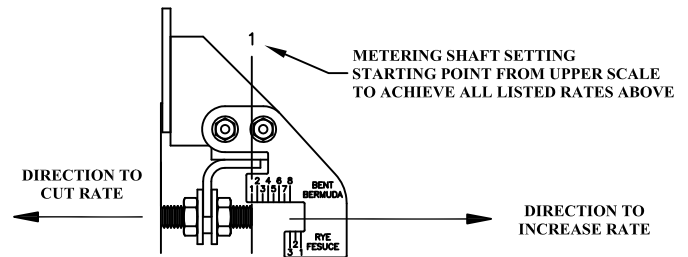 1
METERING SHAFT SETTING
STARTING POINT FROM UPPER SCALE
TO ACHIEVE ALL LISTED RATES ABOVE
DIRECTION TO
CUT RATE
2 4 6 8
1 3 5 7
BENT
BERMUDA
DIRECTION TO
INCREASE RATE
RYE
FESUCE
3 2 1